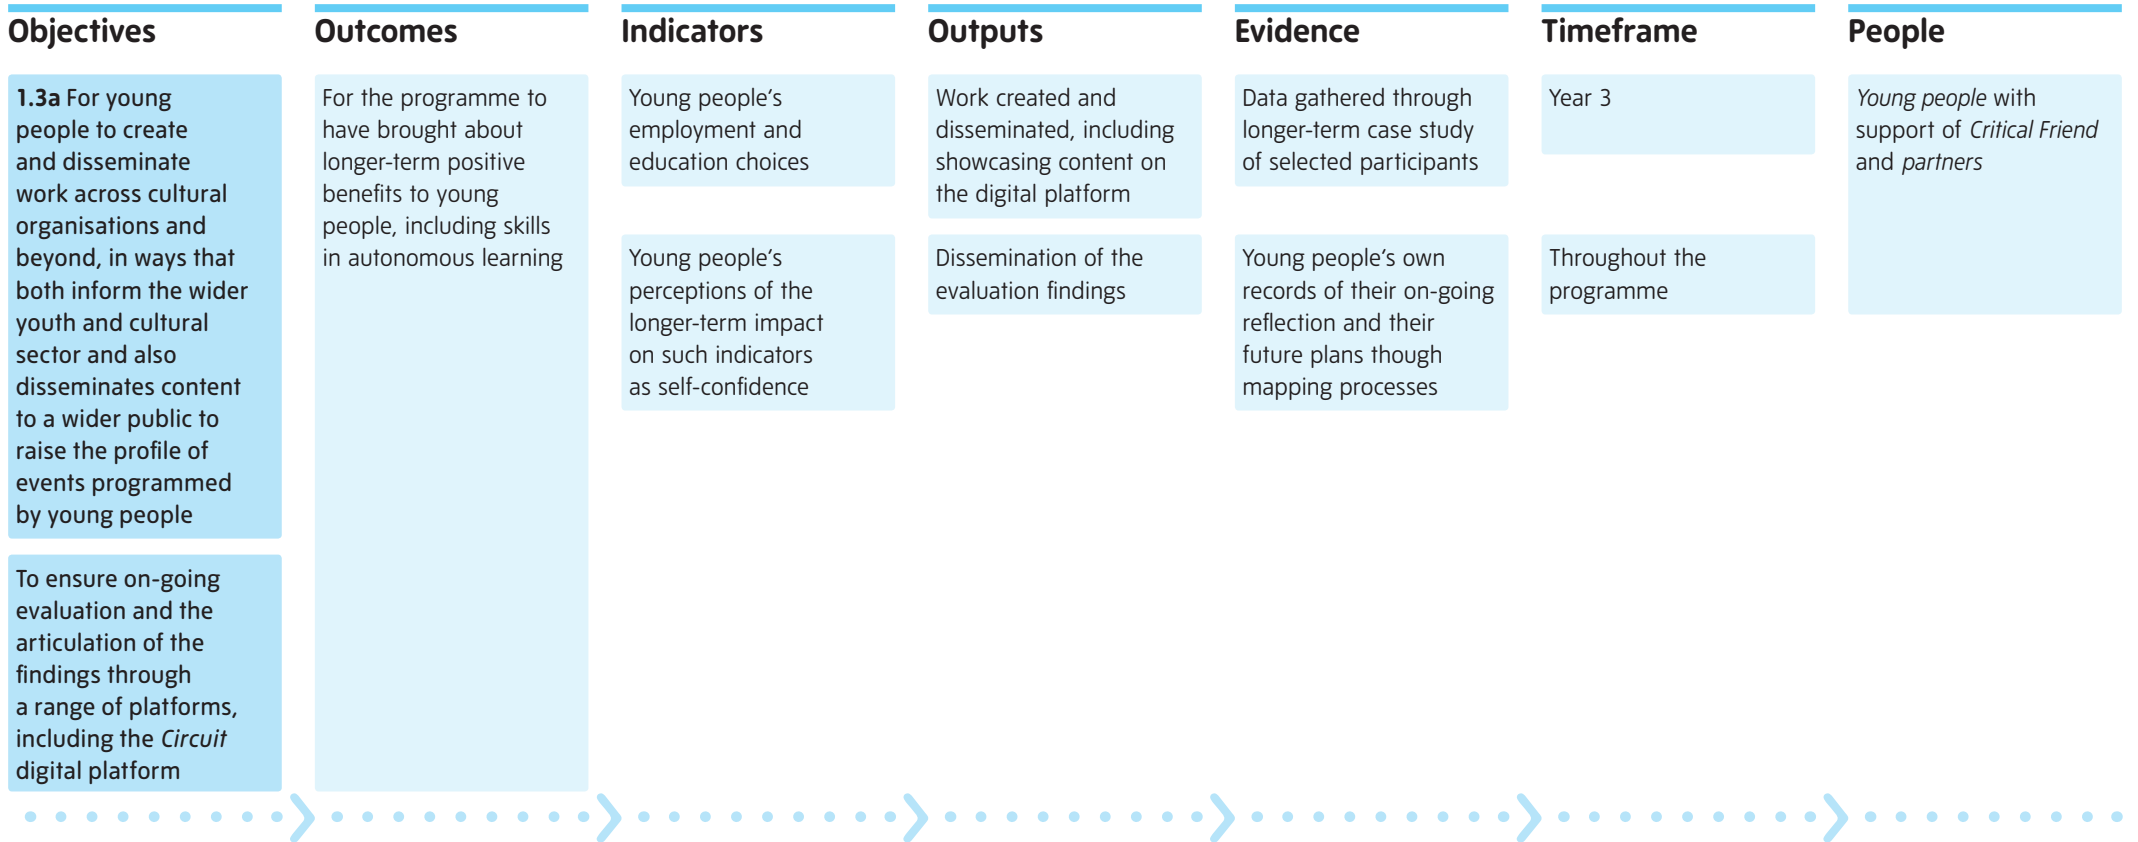 Objectives
1.3a For young
people to create
and disseminate
work across cultural
organisations and
beyond, in ways that
both inform the wider
youth and cultural
sector and also
disseminates content
to a wider public to
raise the profile of
events programmed
by young people
To ensure on-going
evaluation and the
articulation of the
findings through
a range of platforms,
including the Circuit
digital platform
Outcomes
For the programme to
have brought about
longer-term positive
benefits to young
people, including skills
in autonomous learning
Indicators
Young people's
employment and
education choices
Young people's
perceptions of the
longer-term impact
on such indicators
as self-confidence
Outputs
Work created and
disseminated, including
showcasing content on
the digital platform
Dissemination of the
evaluation findings
Evidence
Data gathered through
longer-term case study
of selected participants
Young people's own
records of their on-going
reflection and their
future plans though
mapping processes
Timeframe
Year 3
Throughout the
programme
People
Young people with
support of Critical Friend
and partners